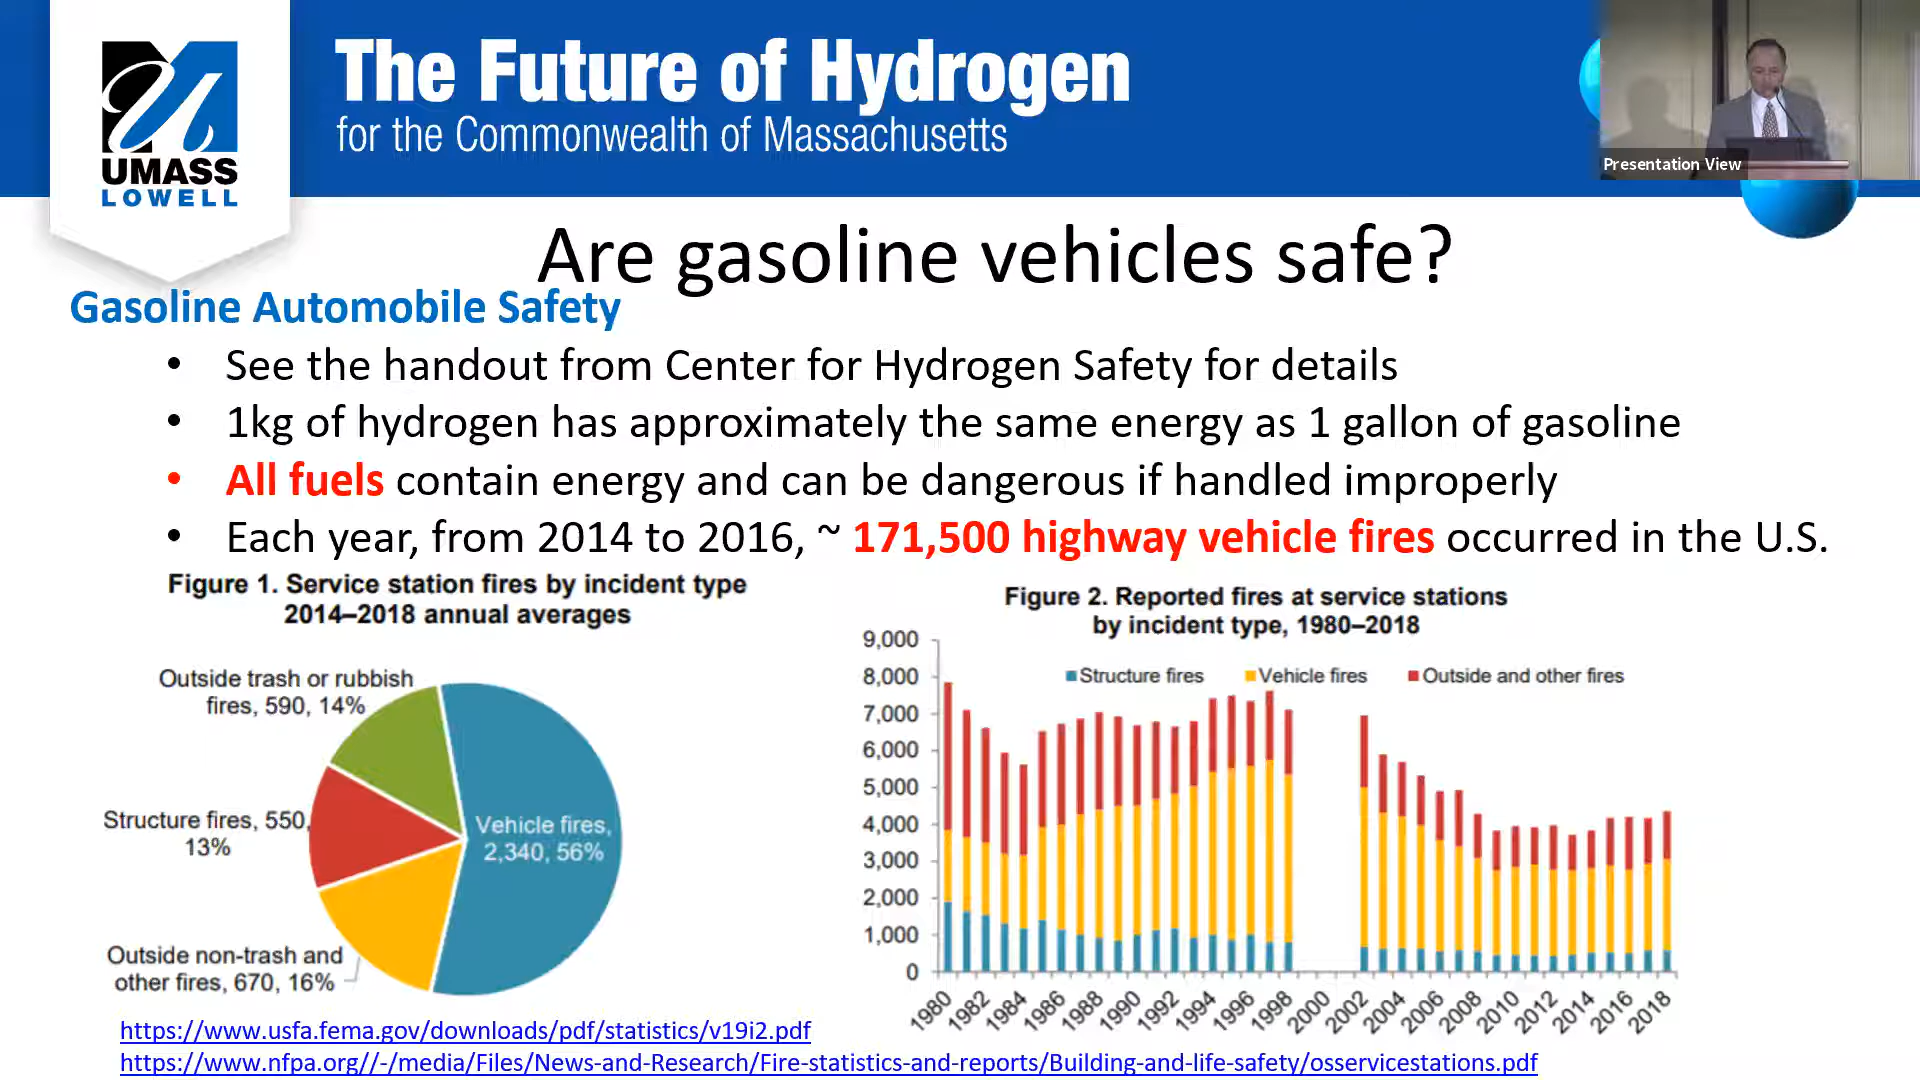 UMASS
LOWELL
The Future of Hydrogen
for the Commonwealth of Massachusetts
Presentation View
Are gasoline vehicles safe?
Gasoline Automobile Safety
• See the handout from Center for Hydrogen Safety for details
• 1kg of hydrogen has approximately the same energy as 1 gallon of gasoline
• All fuels contain energy and can be dangerous if handled improperly
• Each year, from 2014 to 2016, ~ 171,500 highway vehicle fires occurred in the U.S.
Figure 1. Service station fires by incident type
2014–2018 annual averages
Outside trash or rubbish
fires, 590, 14%
Structure fires, 550,
13%
Vehicle fires,
2,340, 56%
Outside non-trash and
other fires, 670, 16%
Figure 2. Reported fires at service stations
by incident type, 1980–2018
Structure fires Vehicle fires Outside and other fires
9,000
8,000
7,000
6,000
5,000
4,000
3,000
2,000
1,000
0
1980 1982 1984 1986 1988 1990 1992 1994 1996 1998 2000 2002 2004 2006 2008 2010 2012 2014 2016 2018
https://www.usfa.fema.gov/downloads/pdf/statistics/v19i2.pdf
https://www.nfpa.org//-/media/Files/News-and-Research/Fire-statistics-and-reports/Building-and-life-safety/osservicestations.pdf